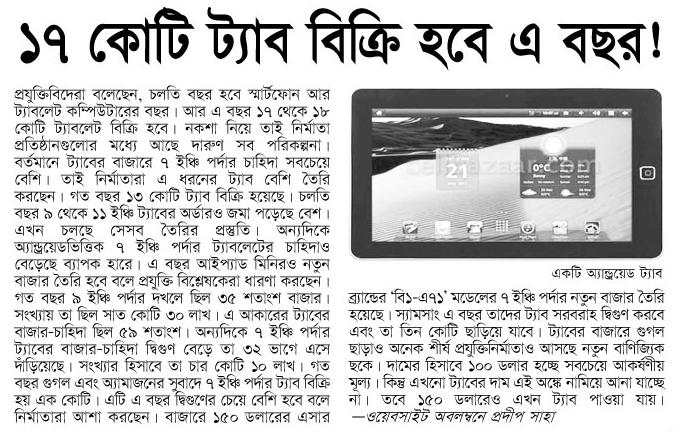 ১৭ কোটি ট্যাব বিক্রি হবে এ বছর!
প্রযুক্তিবিদেরা বলেছেন, চলতি বছর হবে স্মার্টফোন আর
ট্যাবলেট কম্পিউটারের বছর। আর এ বছর ১৭ থেকে ১৮
কোটি ট্যাবলেট বিক্রি হবে। নকশা নিয়ে তাই নির্মাতা
প্রতিষ্ঠানগুলোর মধ্যে আছে দারুণ সব পরিকল্পনা।
বর্তমানে ট্যাবের বাজারে ৭ ইঞ্চি পর্দার চাহিদা সবচেয়ে
বেশি। তাই নির্মাতারা এ ধরনের ট্যাব বেশি তৈরি
করছেন। গত বছর ১৩ কোটি ট্যাব বিক্রি হয়েছে। চলতি
বছর ৯ থেকে ১১ ইঞ্চি ট্যাবের অর্ডারও জমা পড়েছে বেশ।
এখন চলছে সেসব তৈরির প্রস্তুতি। অন্যদিকে
অ্যান্ড্রয়েডভিত্তিক ৭ ইঞ্চি পর্দার ট্যাবলেটের চাহিদাও
বেড়েছে ব্যাপক হারে। এ বছর আইপ্যাড মিনিরও নতুন
বাজার তৈরি হবে বলে প্রযুক্তি বিশ্লেষকেরা ধারণা করছেন।
গত বছর ৯ ইঞ্চি পর্দার দখলে ছিল ৩৫ শতাংশ বাজার।
সংখ্যায় তা ছিল সাত কোটি ৩০ লাখ। এ আকারের ট্যাবের
বাজার-চাহিদা ছিল ৫৯ শতাংশ। অন্যদিকে ৭ ইঞ্চি পর্দার
ট্যাবের বাজার-চাহিদা দ্বিগুণ বেড়ে তা ৩২ ভাগে এসে
দাঁড়িয়েছে। সংখ্যার হিসাবে তা চার কোটি ১০ লাখ। গত
বছর গুগল এবং অ্যামাজনের সুবাদে ৭ ইঞ্চি পর্দার ট্যাব বিক্রি
হয় এক কোটি। এটি এ বছর দ্বিগুণের চেয়ে বেশি হবে বলে
নির্মাতারা আশা করছেন। বাজারে ১৫০ ডলারের এসার
21
0°C
একটি অ্যান্ড্রয়েড ট্যাব
ব্র্যান্ডের ‘বি১-এ৭১’ মডেলের ৭ ইঞ্চি পর্দার নতুন বাজার তৈরি
হয়েছে। স্যামসাং এ বছর তাদের ট্যাব সরবরাহ দ্বিগুণ করবে
এবং তা তিন কোটি ছাড়িয়ে যাবে। ট্যাবের বাজারে গুগল
ছাড়াও অনেক শীর্ষ প্রযুক্তিনির্মাতাও আসছে নতুন বাণিজ্যিক
ছকে। দামের হিসাবে ১০০ ডলার হচ্ছে সবচেয়ে আকর্ষণীয়
মূল্য। কিন্তু এখনো ট্যাবের দাম এই অঙ্কে নামিয়ে আনা যাচ্ছে
না। তবে ১৫০ ডলারেও এখন ট্যাব পাওয়া যায়।
—ওয়েবসাইট অবলম্বনে প্রদীপ সাহা